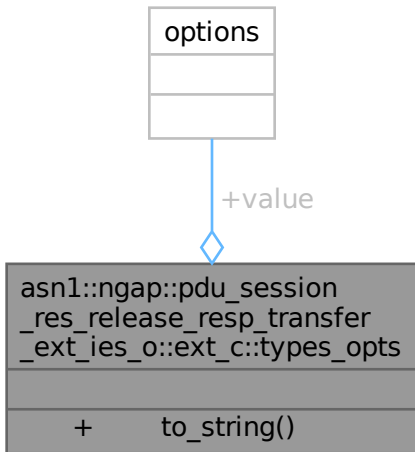 options
+value
asn1::ngap::pdu_session
_res_release_resp_transfer
_ext_ies_o::ext_c::types_opts
+ to_string()